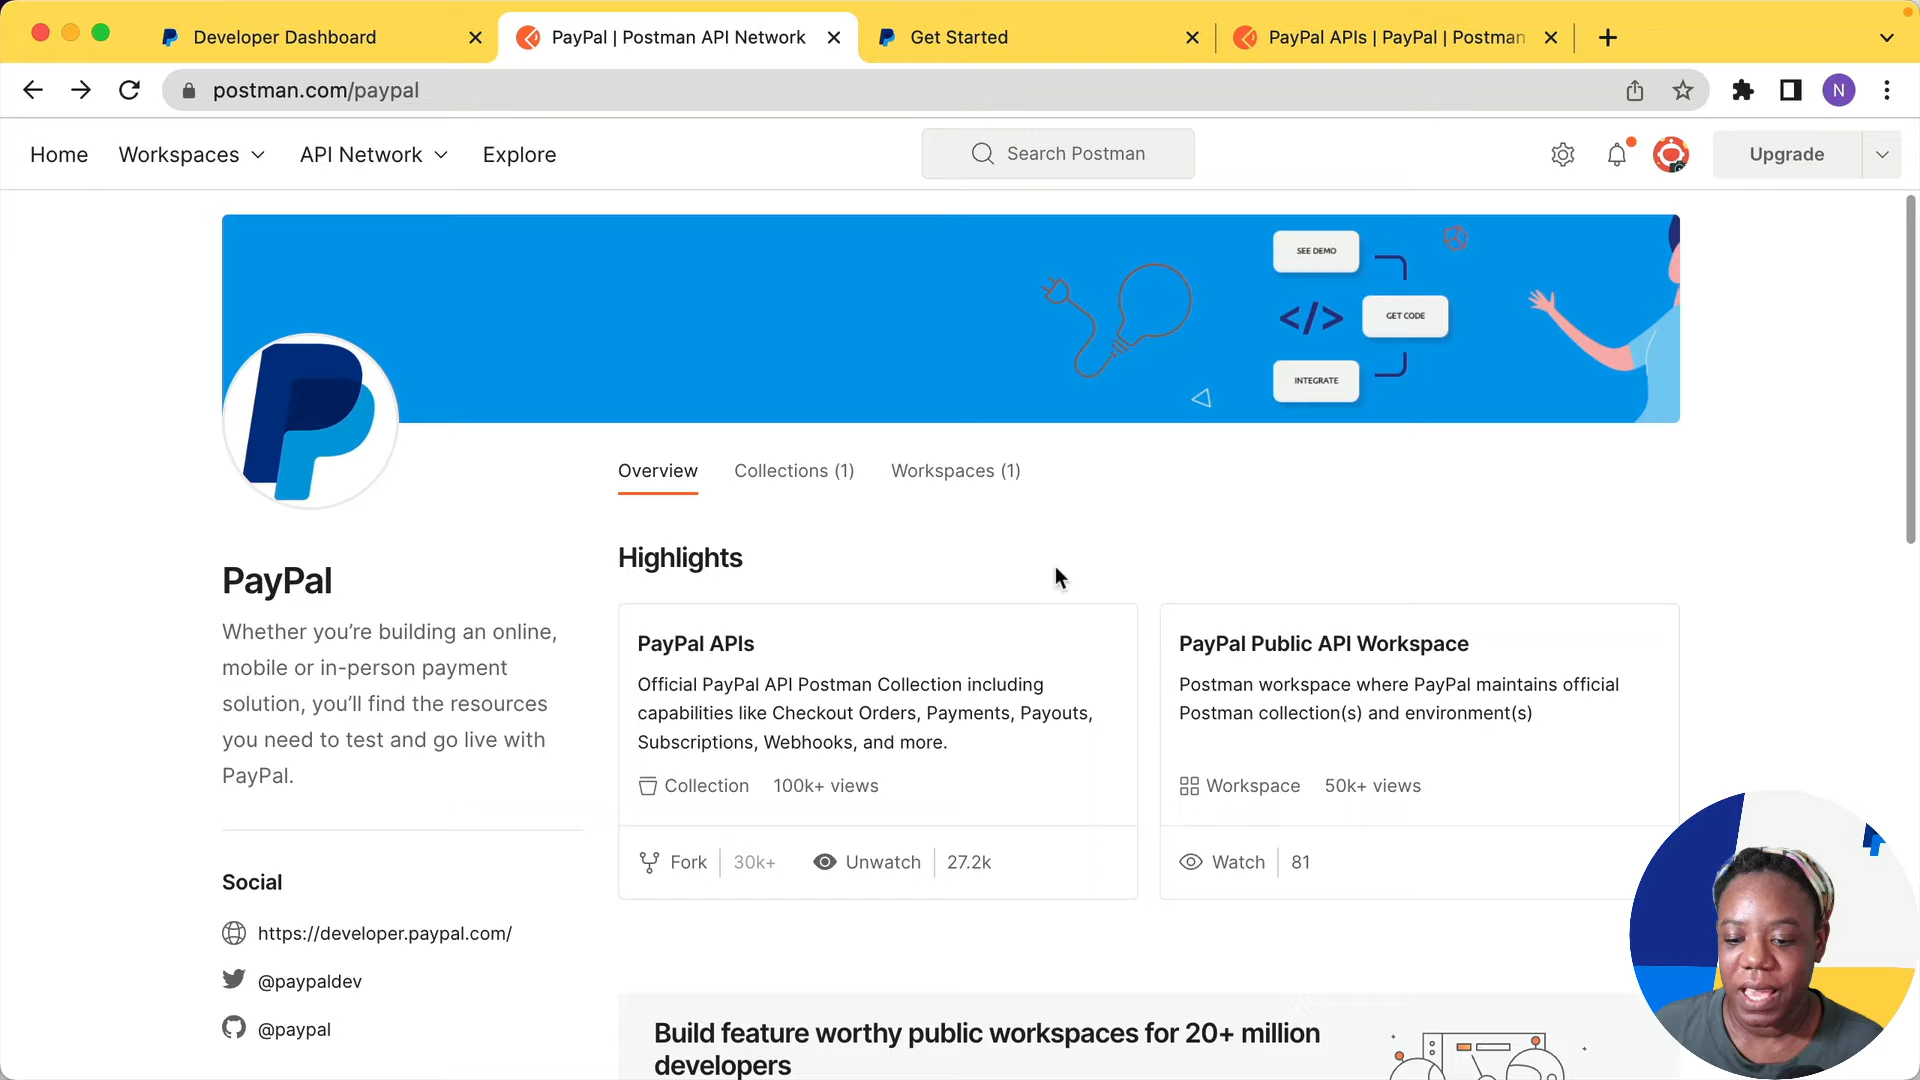 Developer Dashboard
PayPal | Postman API Network
Get Started
PayPal APIs | PayPal | Postman
postman.com/paypal
N
Home
Workspaces
API Network
Explore
Search Postman
Upgrade
SEE DEMO
</>
GET CODE
INTEGRATE
Overview
Collections (1)
Workspaces (1)
PayPal
Whether you’re building an online,
mobile or in-person payment
solution, you’ll find the resources
you need to test and go live with
PayPal.
Social
https://developer.paypal.com/
@paypaldev
@paypal
Highlights
PayPal APIs
Official PayPal API Postman Collection including
capabilities like Checkout Orders, Payments, Payouts,
Subscriptions, Webhooks, and more.
Collection 100k+ views
Fork 30k+ Unwatch 27.2k
PayPal Public API Workspace
Postman workspace where PayPal maintains official
Postman collection(s) and environment(s)
Workspace 50k+ views
Watch 81
Build feature worthy public workspaces for 20+ million
developers